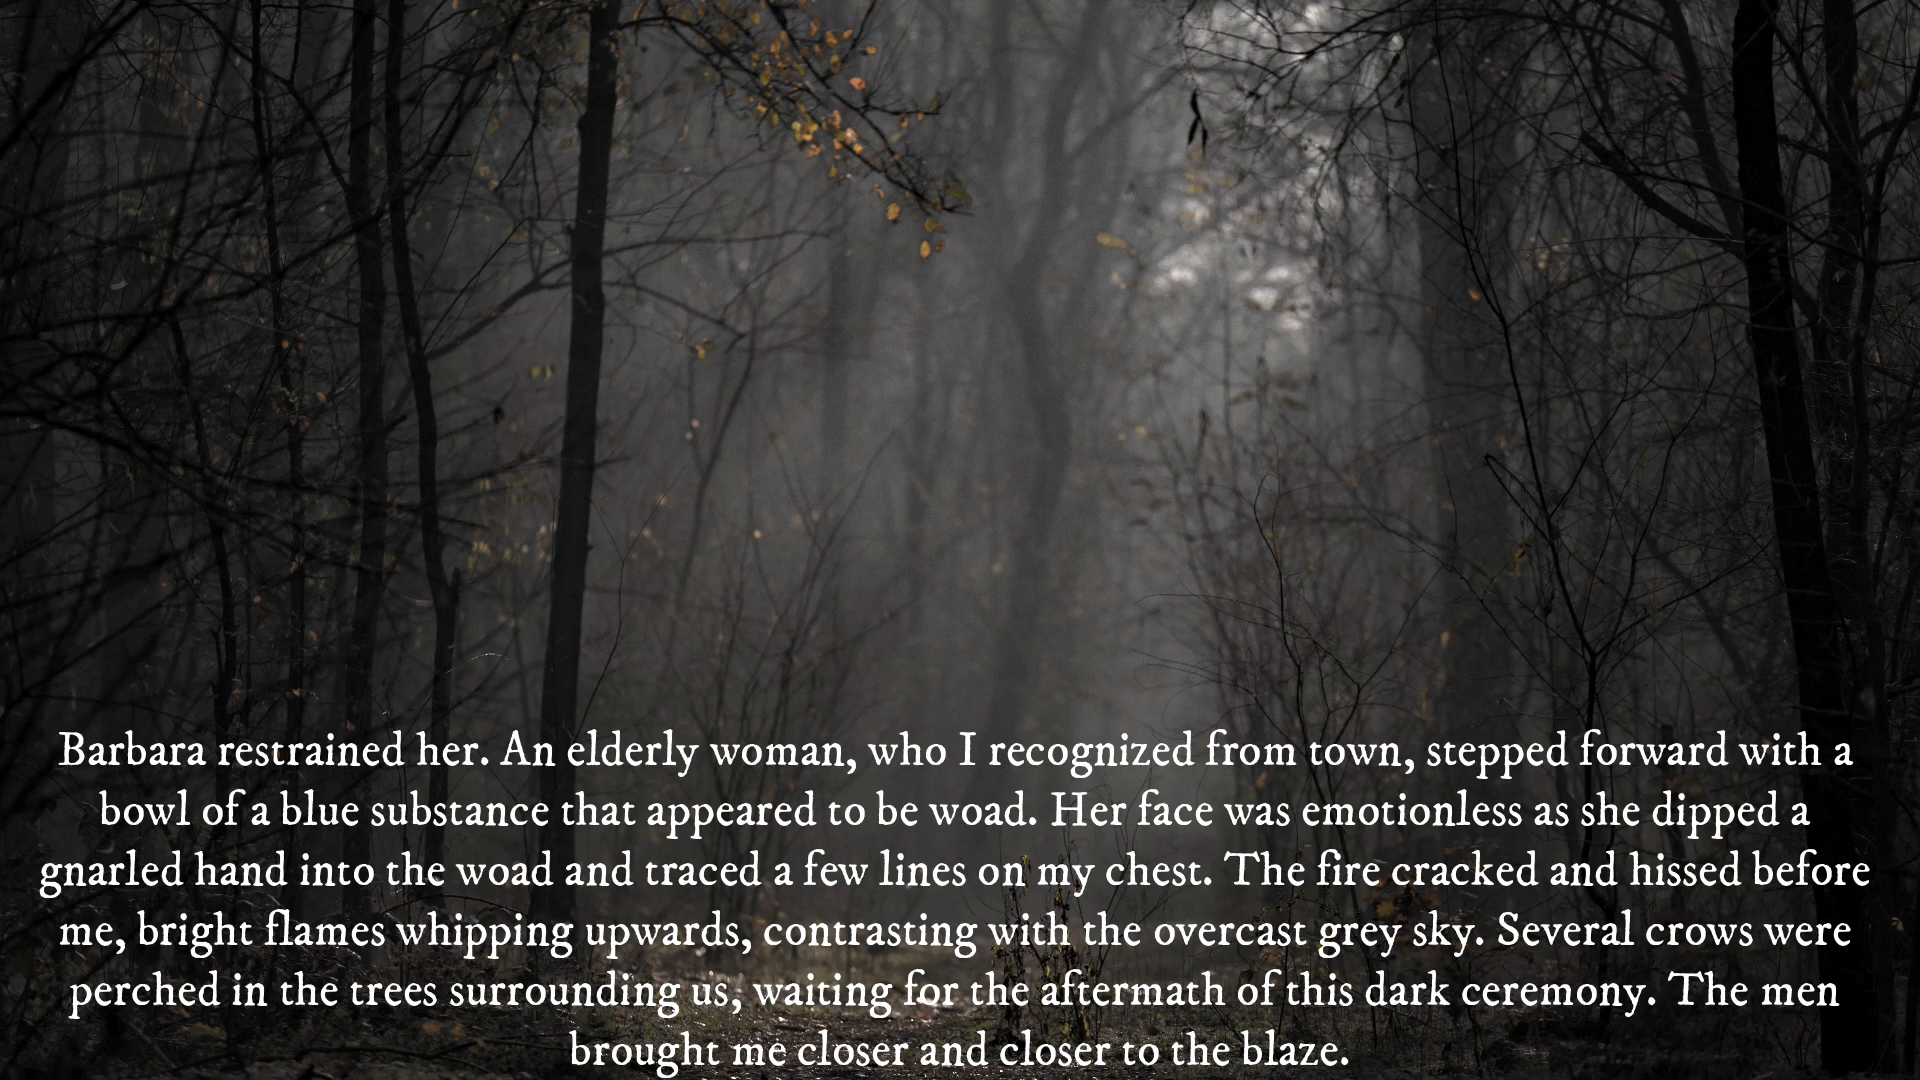 Barbara restrained her. An elderly woman, who I recognized from town, stepped forward with a
bowl of a blue substance that appeared to be woad. Her face was emotionless as she dipped a
gnarled hand into the woad and traced a few lines on my chest. The fire cracked and hissed before
me, bright flames whipping upwards, contrasting with the overcast grey sky. Several crows were
perched in the trees surrounding us, waiting for the aftermath of this dark ceremony. The men
brought me closer and closer to the blaze.